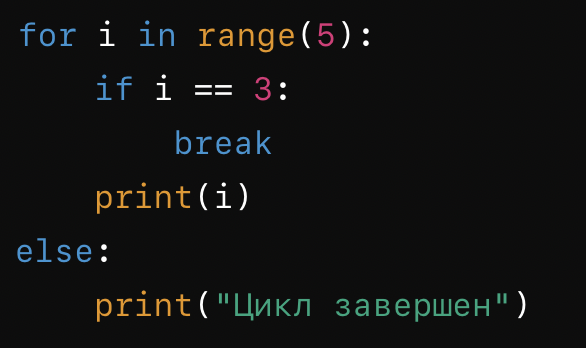 for i in range(5):
    if i == 3:
        break
    print(i)
else:
    print("Цикл завершен")